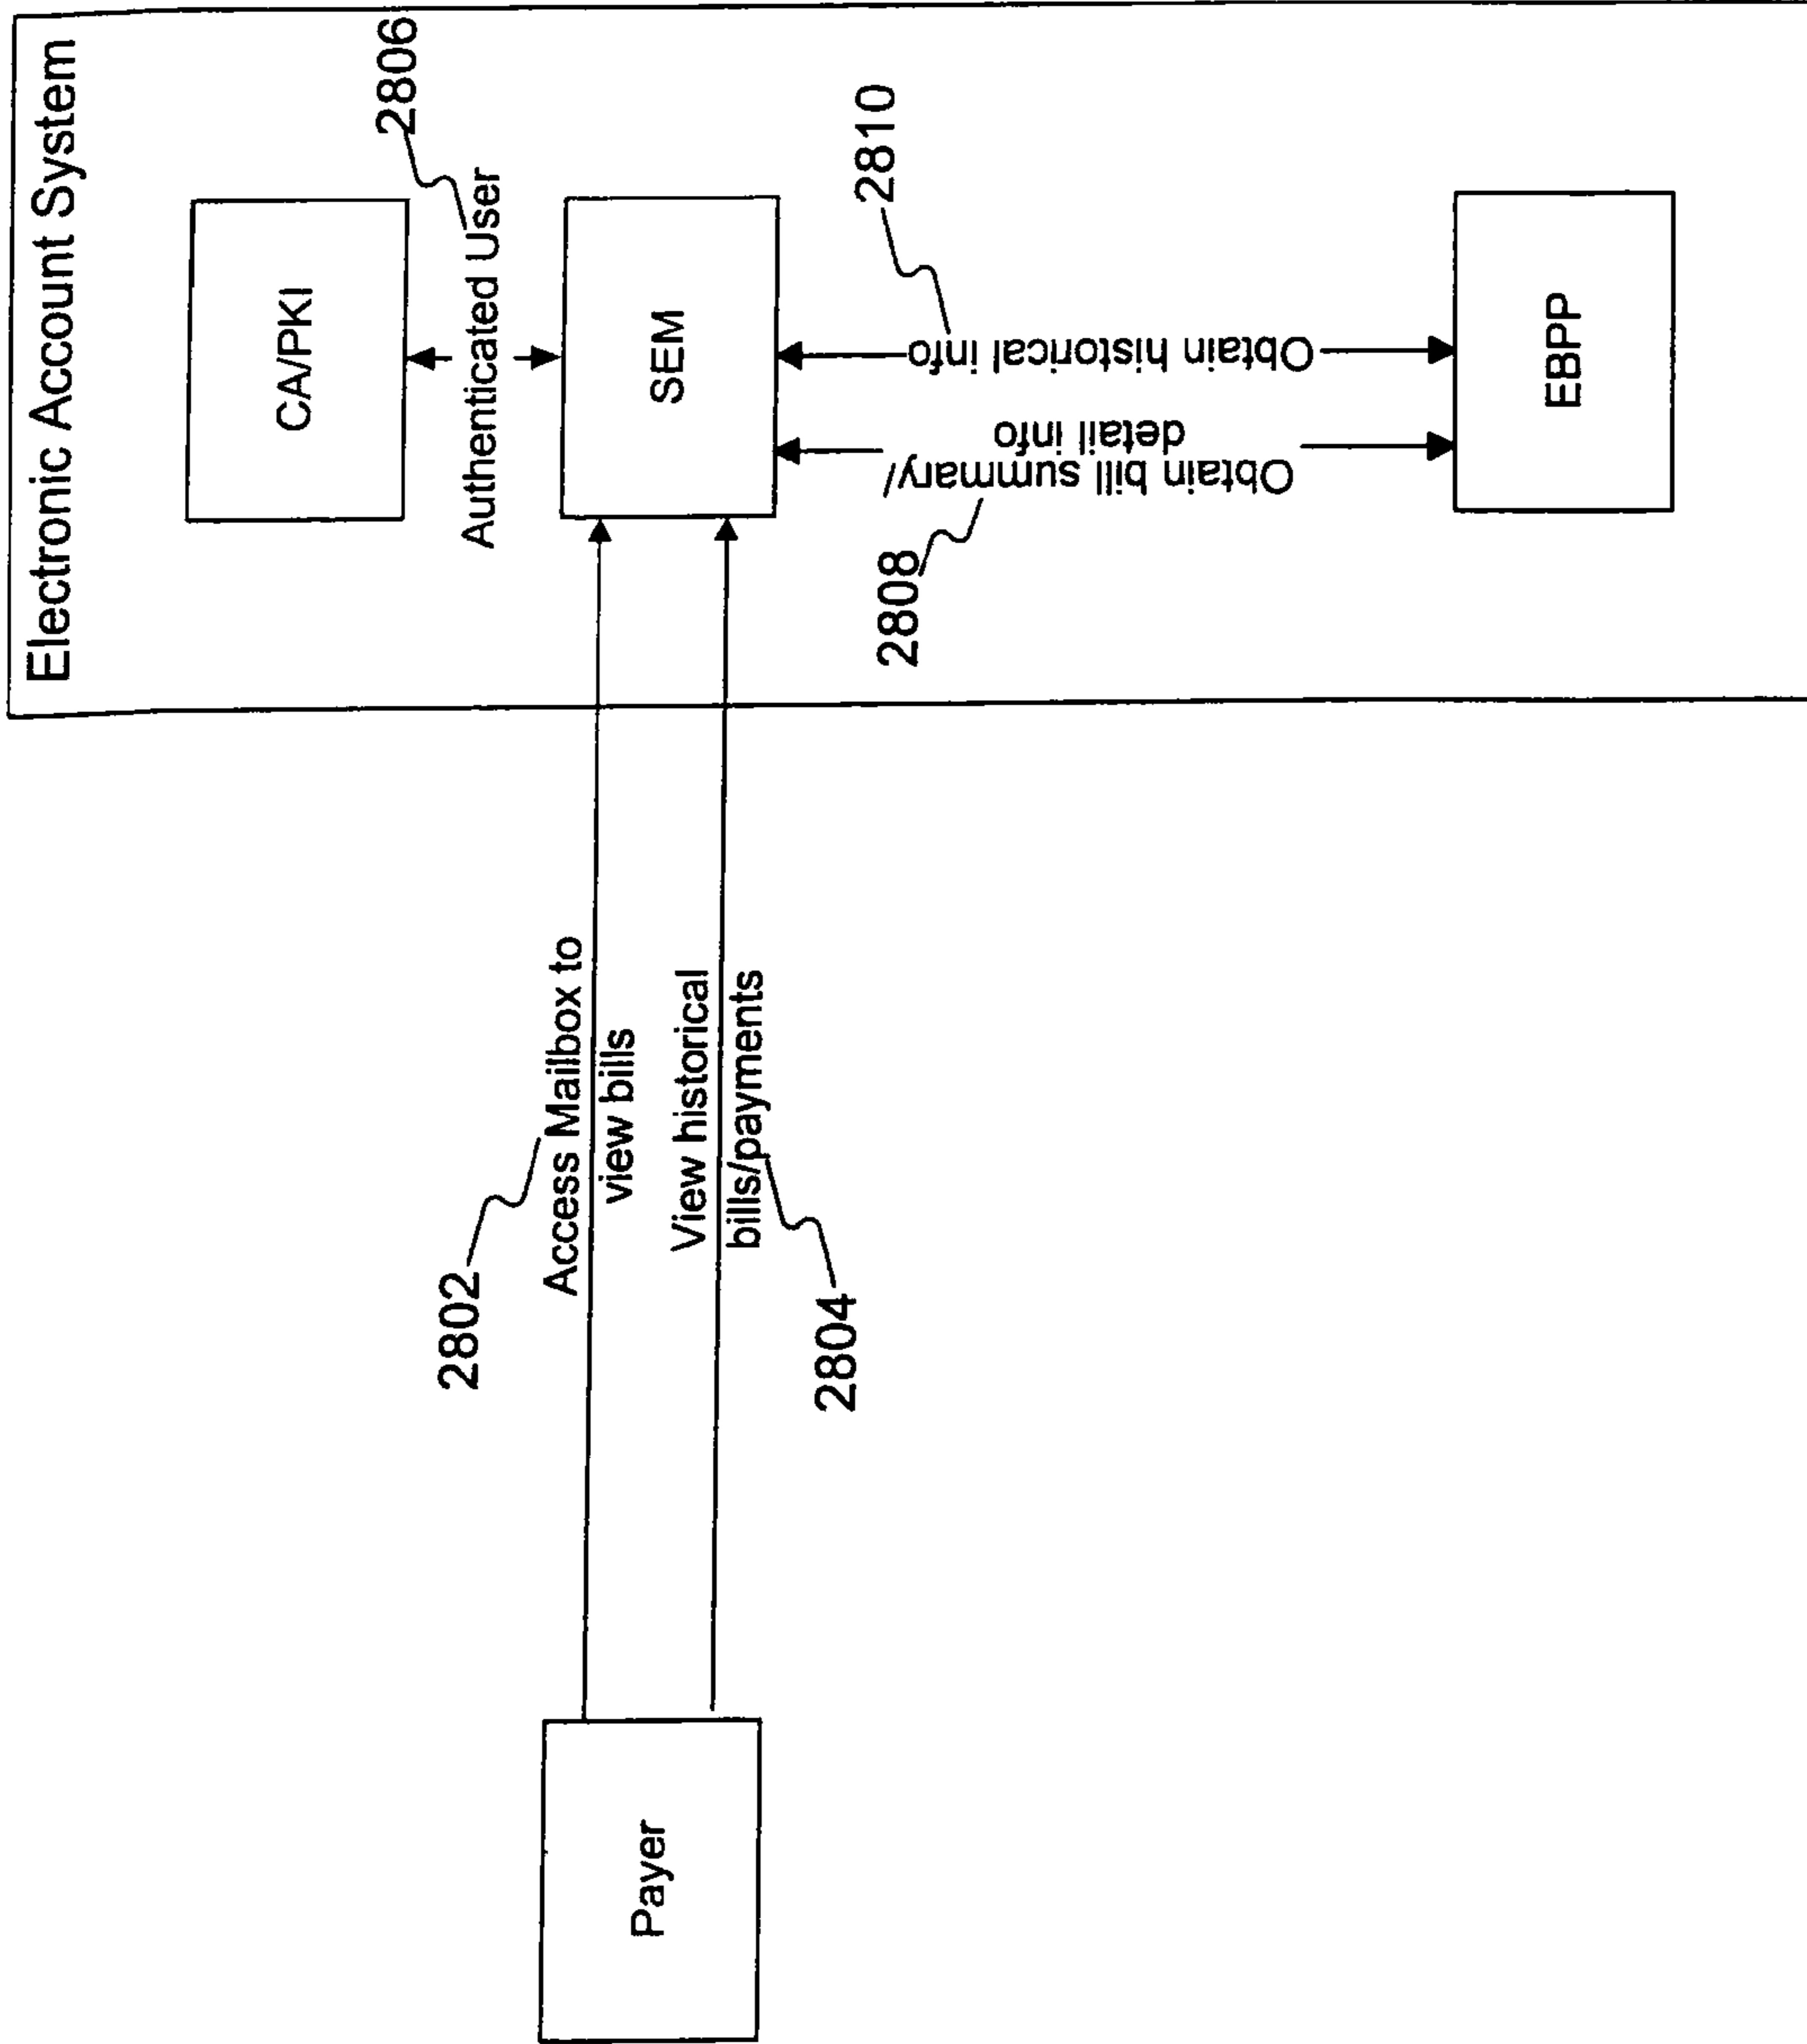 Electronic Account System
CA/PKI
2806
Authenticated User
SEM
2802
Access Mailbox to
view bills
View historical
bills/payments
2804
Payer
2808
Obtain bill summary/
detail info
2810
Obtain historical info
EBPP